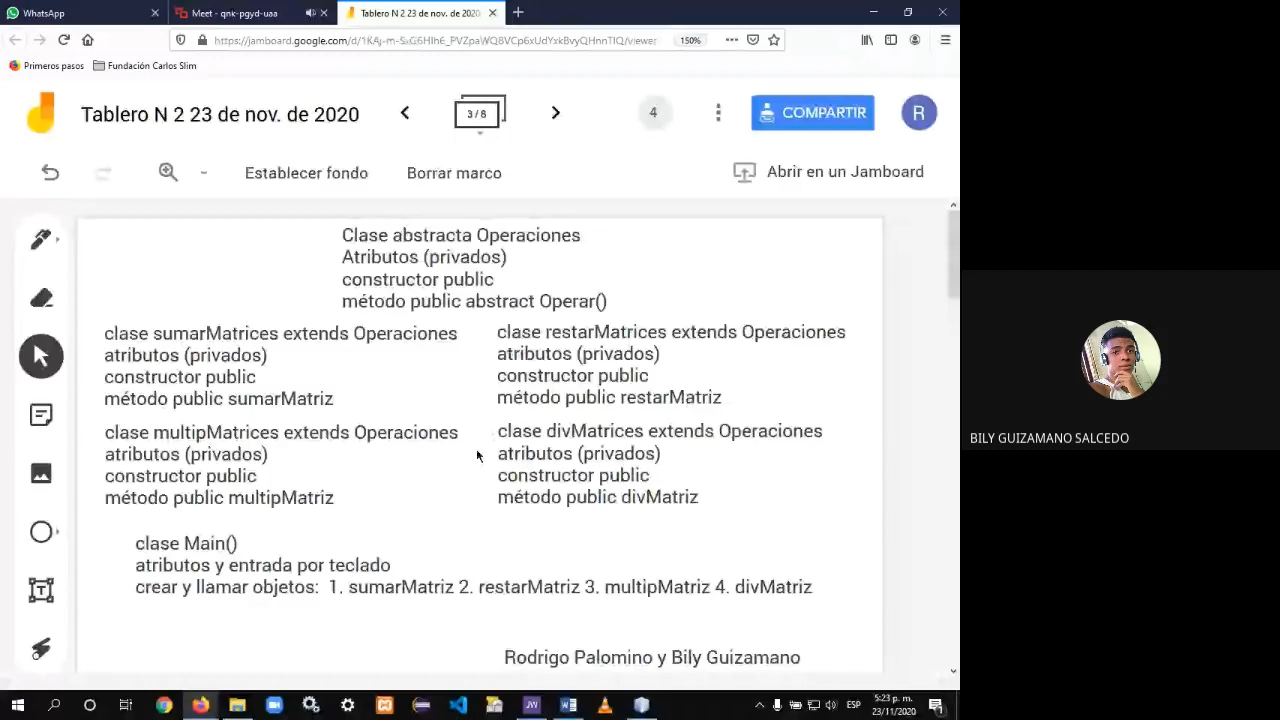 WhatsApp
Meet - qnk-pgyd-uaa
Tablero N 2 23 de nov. de 2020
150%
Primeros pasos
Fundación Carlos Slim
Tablero N 2 23 de nov. de 2020
3 / 8
4
COMPARTIR
R
Establecer fondo
Borrar marco
Abrir en un Jamboard
Clase abstracta Operaciones
Atributos (privados)
constructor public
método public abstract Operar()
clase sumarMatrices extends Operaciones
atributos (privados)
constructor public
método public sumarMatriz
clase restarMatrices extends Operaciones
atributos (privados)
constructor public
método public restarMatriz
clase multipMatrices extends Operaciones
atributos (privados)
constructor public
método public multipMatriz
clase divMatrices extends Operaciones
atributos (privados)
constructor public
método public divMatriz
clase Main()
atributos y entrada por teclado
crear y llamar objetos: 1. sumarMatriz 2. restarMatriz 3. multipMatriz 4. divMatriz
Rodrigo Palomino y Bily Guizamano
BILY GUIZAMANO SALCEDO
JW
ESP
5:23 p. m.
23/11/2020